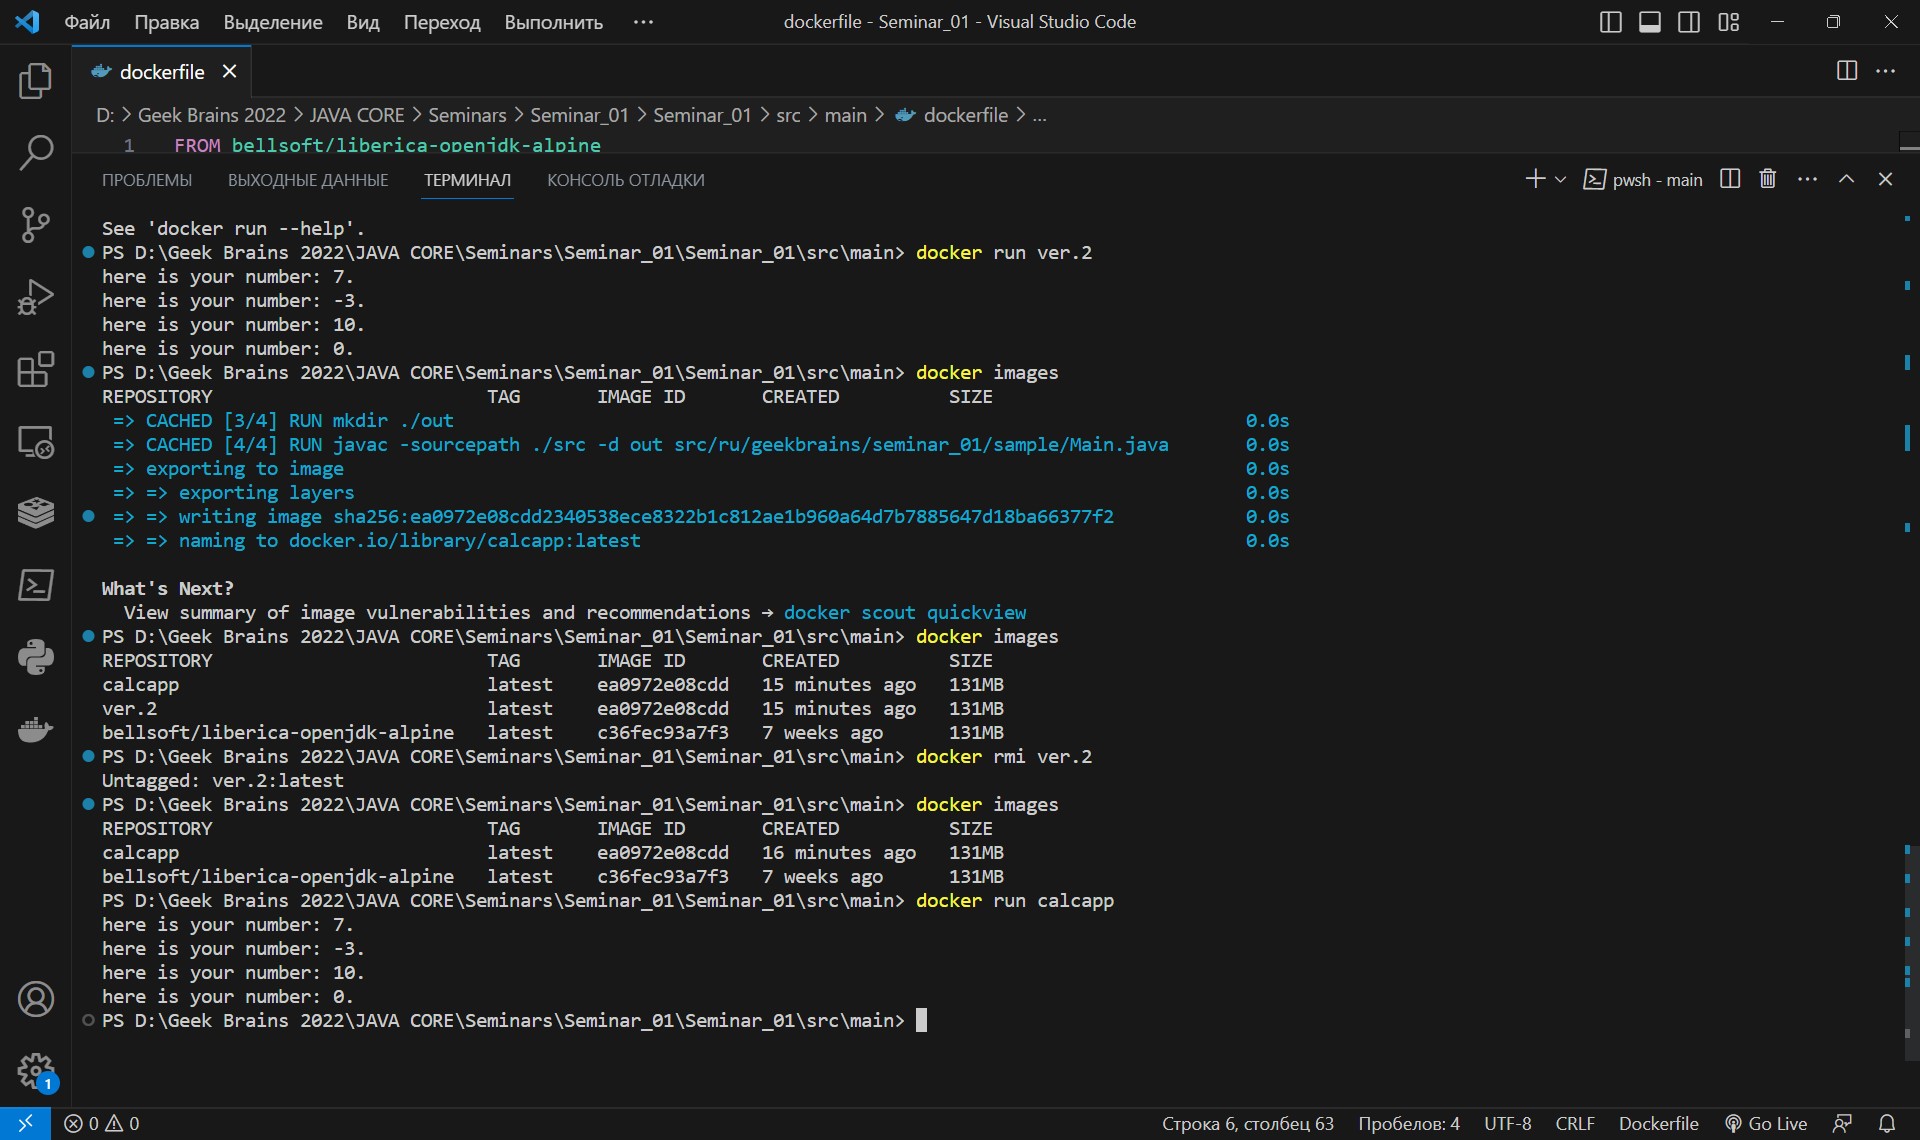 Файл Правка Выделение Вид Переход Выполнить ··· dockerfile - Seminar_01 - Visual Studio Code
dockerfile
D: > Geek Brains 2022 > JAVA CORE > Seminars > Seminar_01 > Seminar_01 > src > main > dockerfile > ...
1 FROM bellsoft/liberica-openjdk-alpine
ПРОБЛЕМЫ ВЫХОДНЫЕ ДАННЫЕ ТЕРМИНАЛ КОНСОЛЬ ОТЛАДКИ pwsh - main
See 'docker run --help'.
PS D:\Geek Brains 2022\JAVA CORE\Seminars\Seminar_01\Seminar_01\src\main> docker run ver.2
here is your number: 7.
here is your number: -3.
here is your number: 10.
here is your number: 0.
PS D:\Geek Brains 2022\JAVA CORE\Seminars\Seminar_01\Seminar_01\src\main> docker images
REPOSITORY TAG IMAGE ID CREATED SIZE
=> CACHED [3/4] RUN mkdir ./out 0.0s
=> CACHED [4/4] RUN javac -sourcepath ./src -d out src/ru/geekbrains/seminar_01/sample/Main.java 0.0s
=> exporting to image 0.0s
=> => exporting layers 0.0s
=> => writing image sha256:ea0972e08cdd2340538ece8322b1c812ae1b960a64d7b7885647d18ba66377f2 0.0s
=> => naming to docker.io/library/calcapp:latest 0.0s
What's Next?
View summary of image vulnerabilities and recommendations → docker scout quickview
PS D:\Geek Brains 2022\JAVA CORE\Seminars\Seminar_01\Seminar_01\src\main> docker images
REPOSITORY TAG IMAGE ID CREATED SIZE
calcapp latest ea0972e08cdd 15 minutes ago 131MB
ver.2 latest ea0972e08cdd 15 minutes ago 131MB
bellsoft/liberica-openjdk-alpine latest c36fec93a7f3 7 weeks ago 131MB
PS D:\Geek Brains 2022\JAVA CORE\Seminars\Seminar_01\Seminar_01\src\main> docker rmi ver.2
Untagged: ver.2:latest
PS D:\Geek Brains 2022\JAVA CORE\Seminars\Seminar_01\Seminar_01\src\main> docker images
REPOSITORY TAG IMAGE ID CREATED SIZE
calcapp latest ea0972e08cdd 16 minutes ago 131MB
bellsoft/liberica-openjdk-alpine latest c36fec93a7f3 7 weeks ago 131MB
PS D:\Geek Brains 2022\JAVA CORE\Seminars\Seminar_01\Seminar_01\src\main> docker run calcapp
here is your number: 7.
here is your number: -3.
here is your number: 10.
here is your number: 0.
PS D:\Geek Brains 2022\JAVA CORE\Seminars\Seminar_01\Seminar_01\src\main>
1
0 0 Строка 6, столбец 63 Пробелов: 4 UTF-8 CRLF Dockerfile Go Live